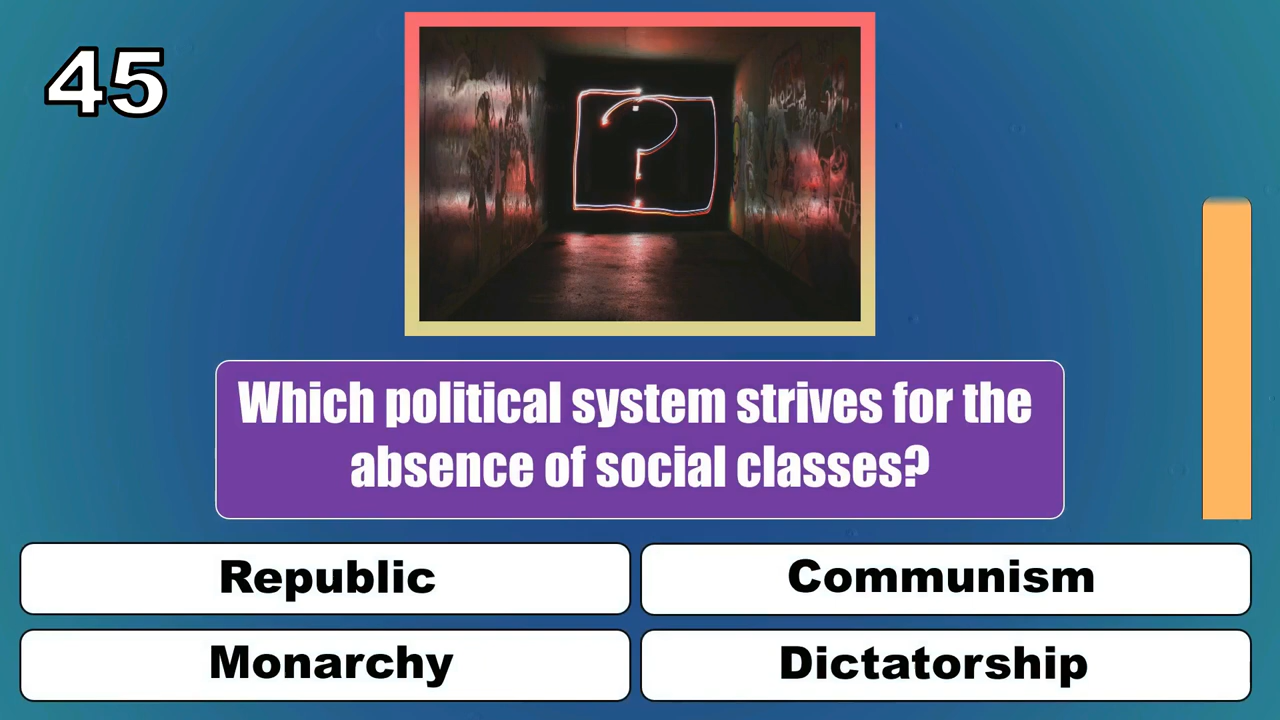 45
?
Which political system strives for the
absence of social classes?
Republic
Communism
Monarchy
Dictatorship